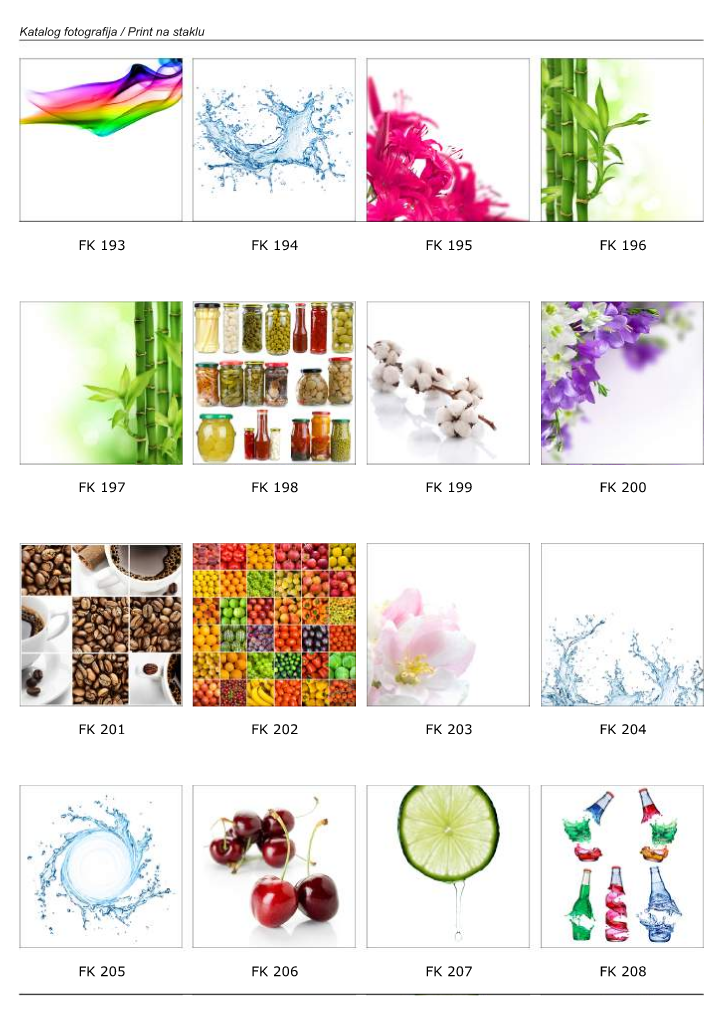 Katalog fotografija / Print na staklu
FK 193
FK 194
FK 195
FK 196
FK 197
FK 198
FK 199
FK 200
FK 201
FK 202
FK 203
FK 204
FK 205
FK 206
FK 207
FK 208